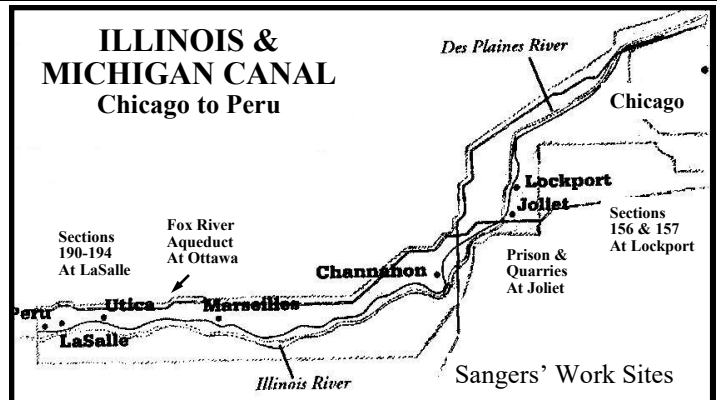 ILLINOIS &
MICHIGAN CANAL
Chicago to Peru
Des Plaines River
Chicago
Lockport
Joliet
Sections
156 & 157
At Lockport
Prison &
Quarries
At Joliet
Channahon
Fox River
Aqueduct
At Ottawa
Sections
190-194
At LaSalle
Peru
LaSalle
Utica
Marseilles
Illinois River
Sangers' Work Sites